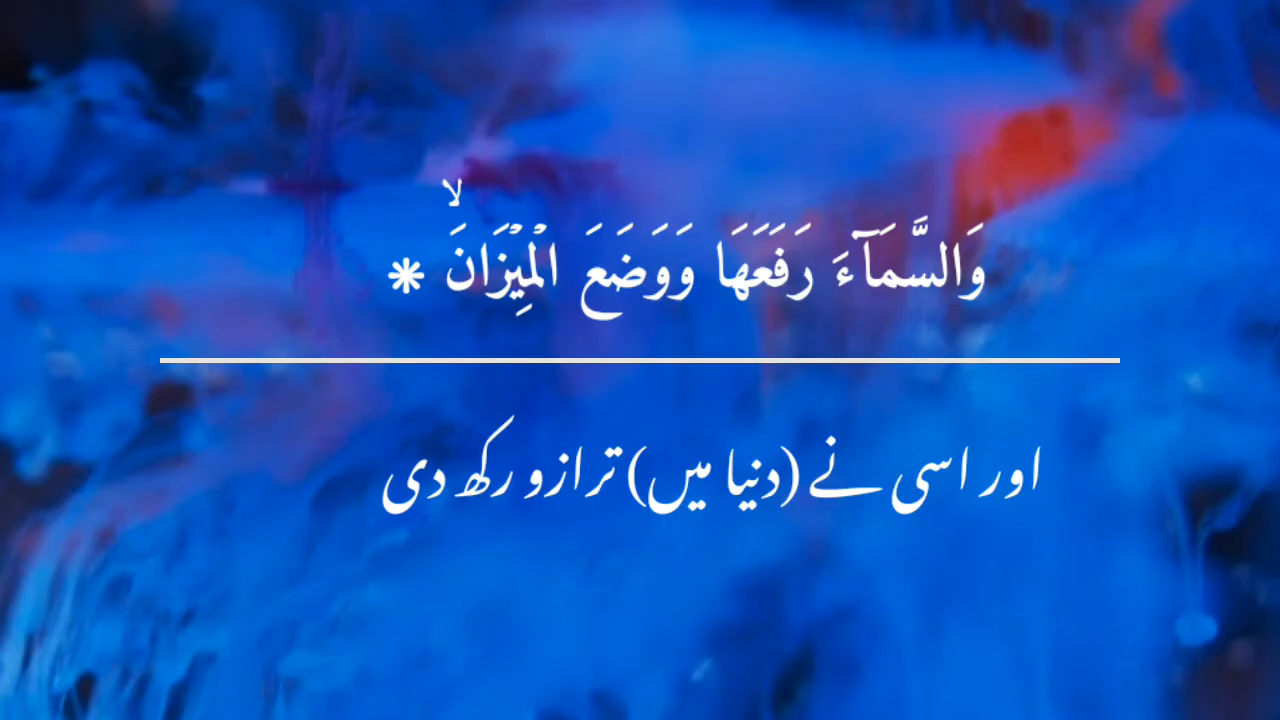 وَالسَّمَآءَ رَفَعَهَا وَوَضَعَ الْمِيْزَانَۙ *
اور اسی نے (دنیا میں) ترازو رکھ دی